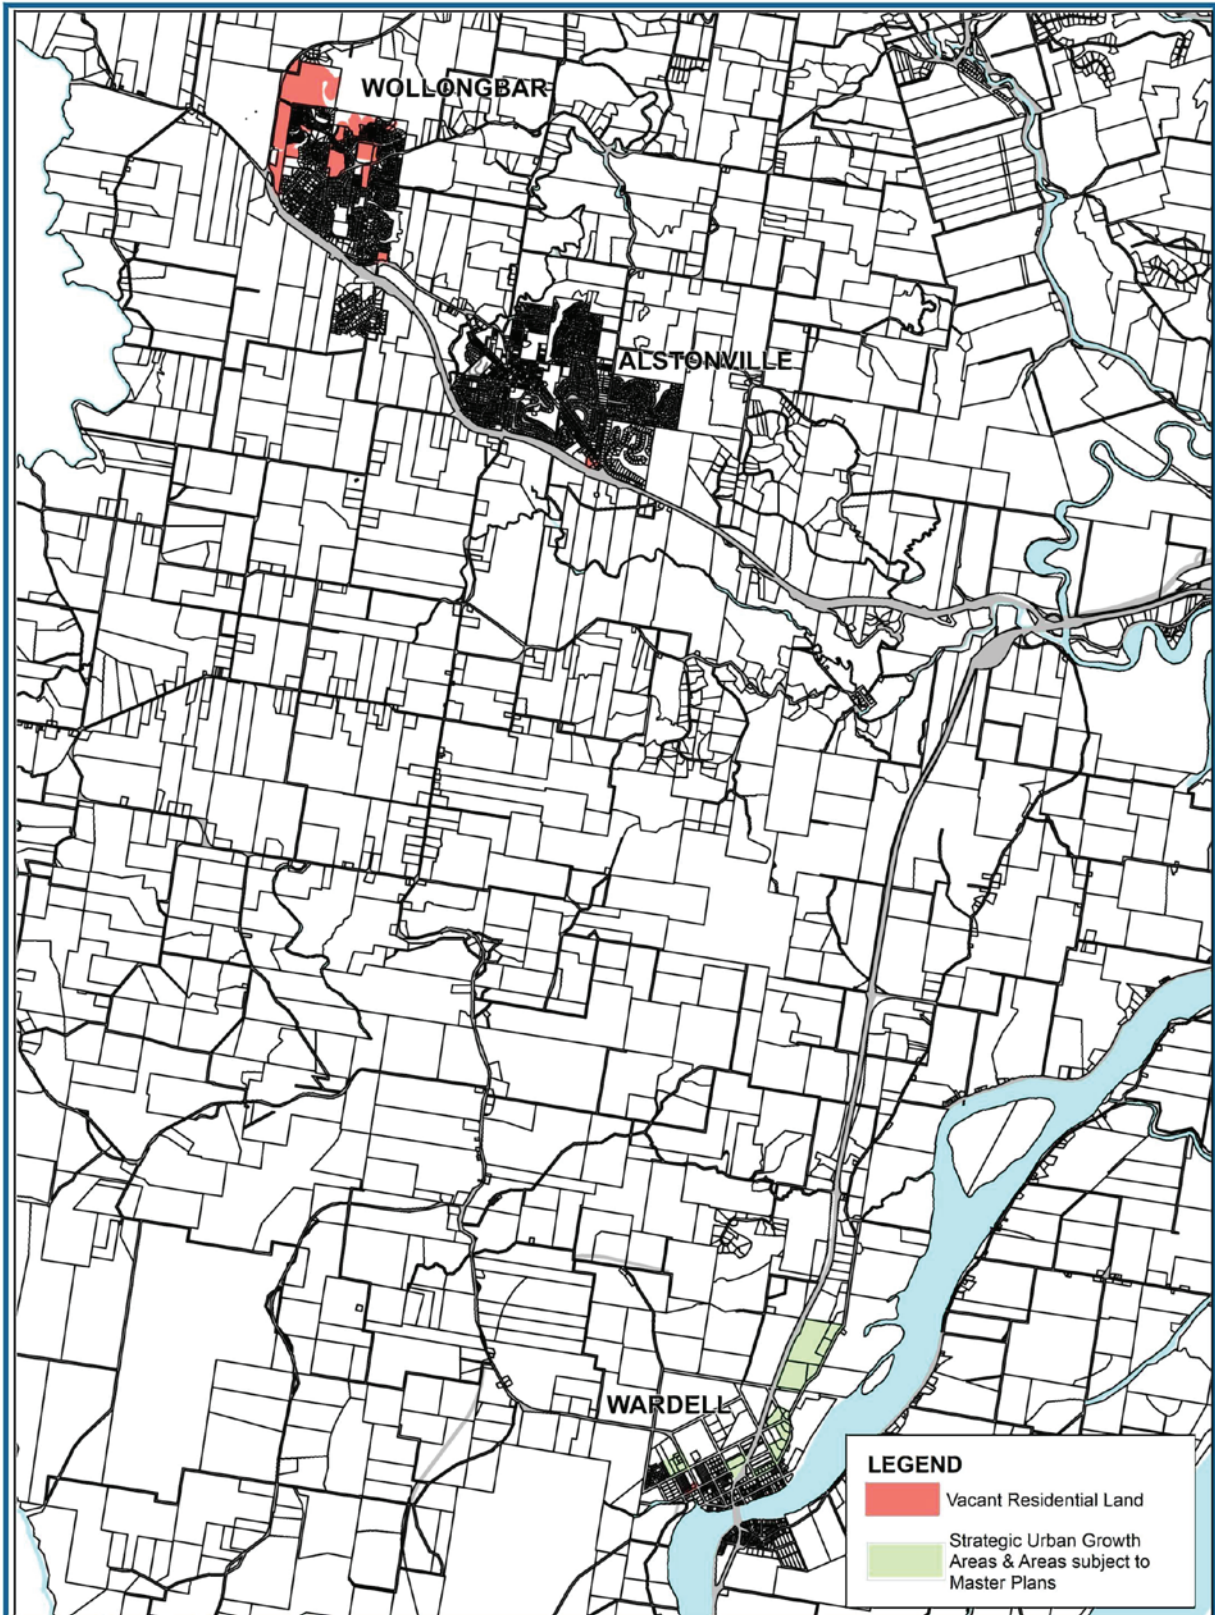 WOLLONGBAR
ALSTONVILLE
WARDELL
LEGEND
Vacant Residential Land
Strategic Urban Growth
Areas & Areas subject to
Master Plans